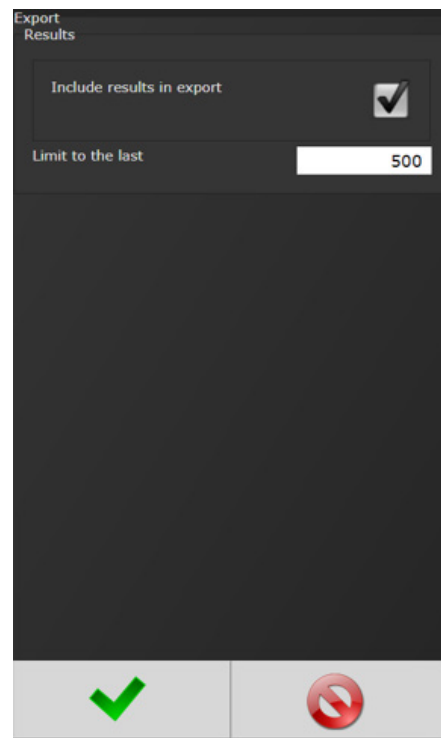 Export
Results
Include results in export
Limit to the last 500